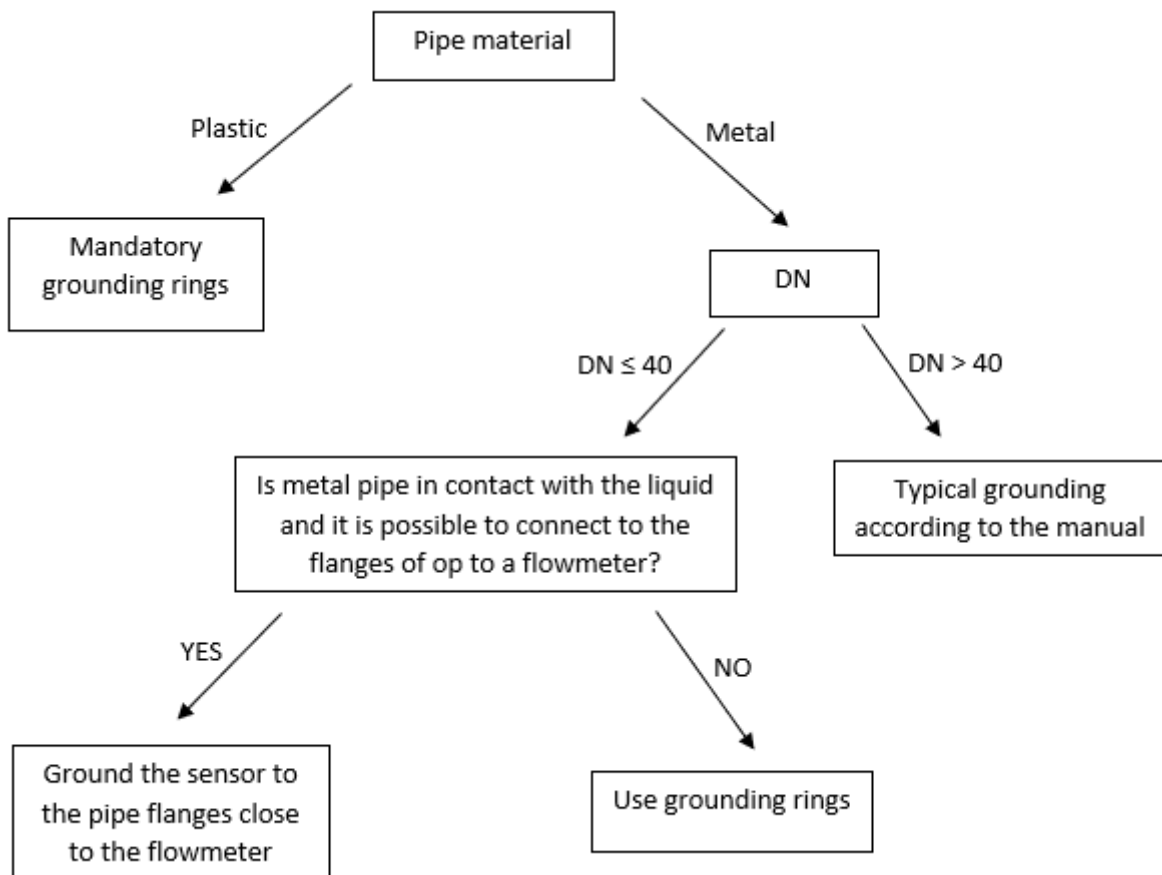 Pipe material
Plastic
Metal
Mandatory
grounding rings
DN
DN ≤ 40
DN > 40
Is metal pipe in contact with the liquid
and it is possible to connect to the
flanges of op to a flowmeter?
Typical grounding
according to the manual
YES
NO
Ground the sensor to
the pipe flanges close
to the flowmeter
Use grounding rings